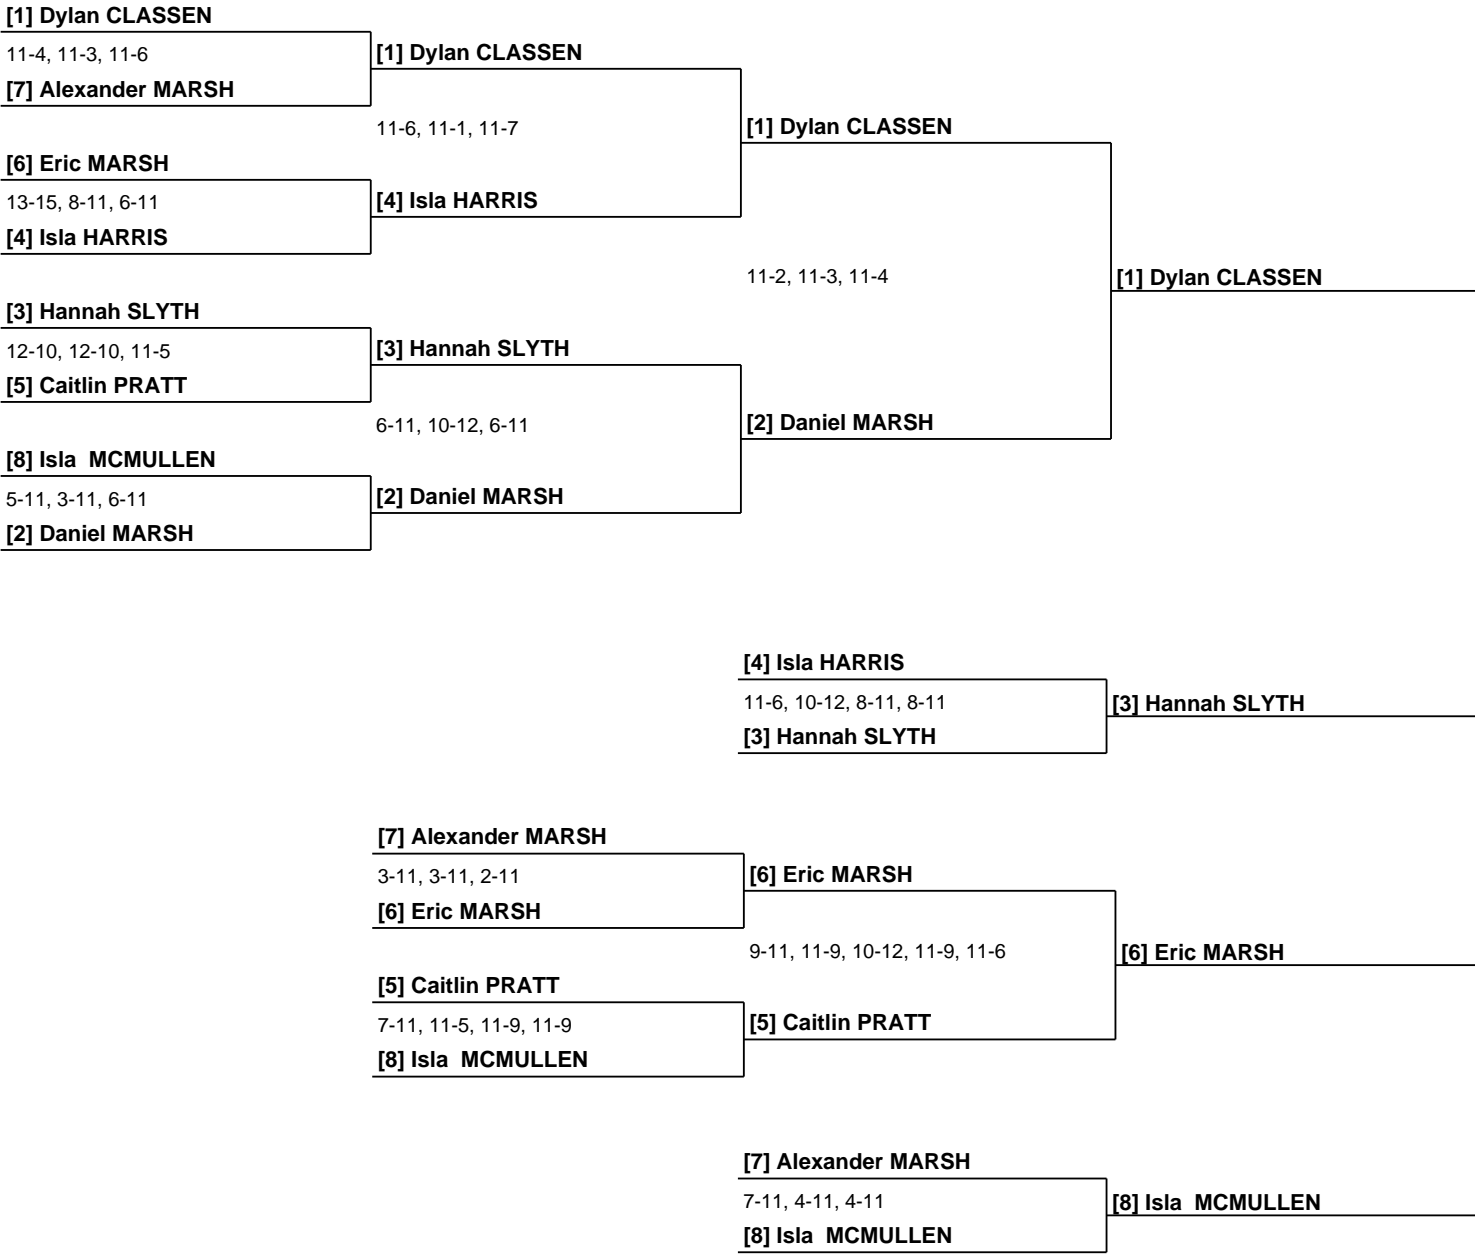 [1] Dylan CLASSEN
11-4, 11-3, 11-6
[1] Dylan CLASSEN
[7] Alexander MARSH
11-6, 11-1, 11-7
[1] Dylan CLASSEN
[6] Eric MARSH
13-15, 8-11, 6-11
[4] Isla HARRIS
[4] Isla HARRIS
11-2, 11-3, 11-4
[1] Dylan CLASSEN
[3] Hannah SLYTH
12-10, 12-10, 11-5
[3] Hannah SLYTH
[5] Caitlin PRATT
6-11, 10-12, 6-11
[2] Daniel MARSH
[8] Isla  MCMULLEN
5-11, 3-11, 6-11
[2] Daniel MARSH
[2] Daniel MARSH
[4] Isla HARRIS
11-6, 10-12, 8-11, 8-11
[3] Hannah SLYTH
[3] Hannah SLYTH
[7] Alexander MARSH
3-11, 3-11, 2-11
[6] Eric MARSH
[6] Eric MARSH
9-11, 11-9, 10-12, 11-9, 11-6
[6] Eric MARSH
[5] Caitlin PRATT
7-11, 11-5, 11-9, 11-9
[5] Caitlin PRATT
[8] Isla  MCMULLEN
[7] Alexander MARSH
7-11, 4-11, 4-11
[8] Isla  MCMULLEN
[8] Isla  MCMULLEN